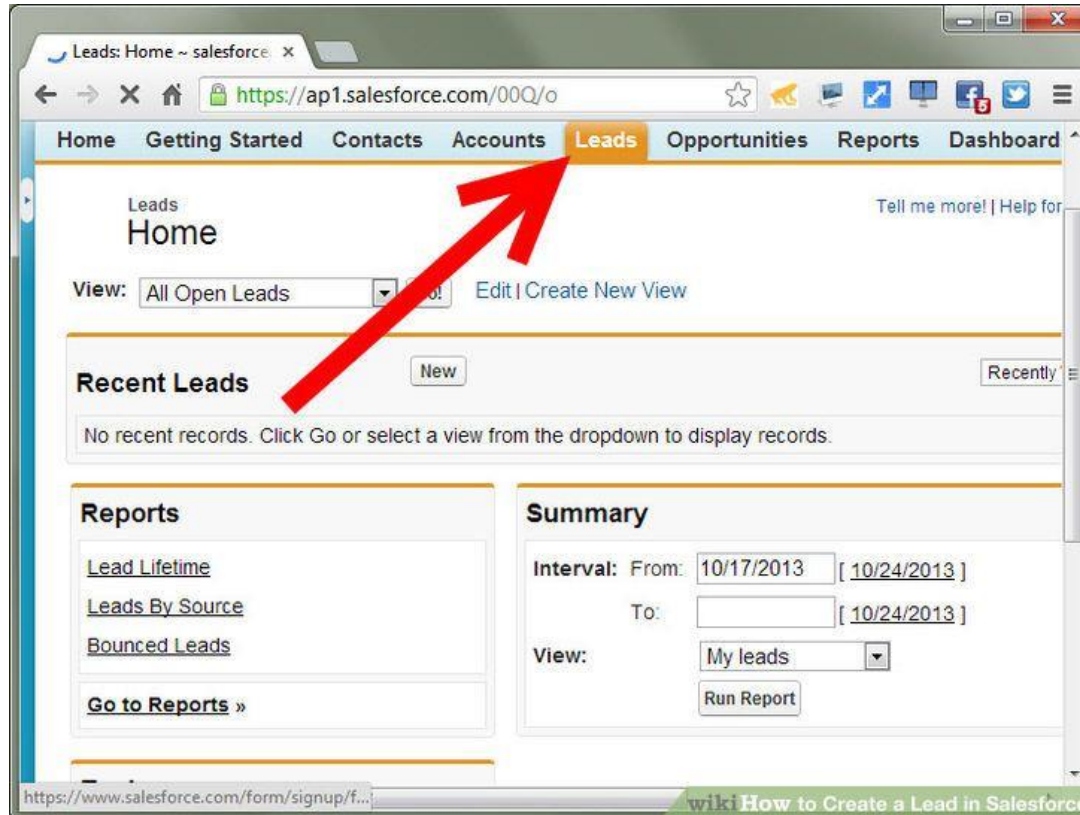 Leads: Home ~ salesforce
https://ap1.salesforce.com/00Q/o
5
Home Getting Started Contacts Accounts Leads Opportunities Reports Dashboard
Leads
Home
Tell me more! | Help for
View: All Open Leads Edit | Create New View
Recent Leads New Recently
No recent records. Click Go or select a view from the dropdown to display records.
Reports
Lead Lifetime
Leads By Source
Bounced Leads
Go to Reports »
Summary
Interval: From: 10/17/2013 [ 10/24/2013 ]
To: [ 10/24/2013 ]
View: My leads
Run Report
https://www.salesforce.com/form/signup/f...
wikiHow to Create a Lead in Salesforce